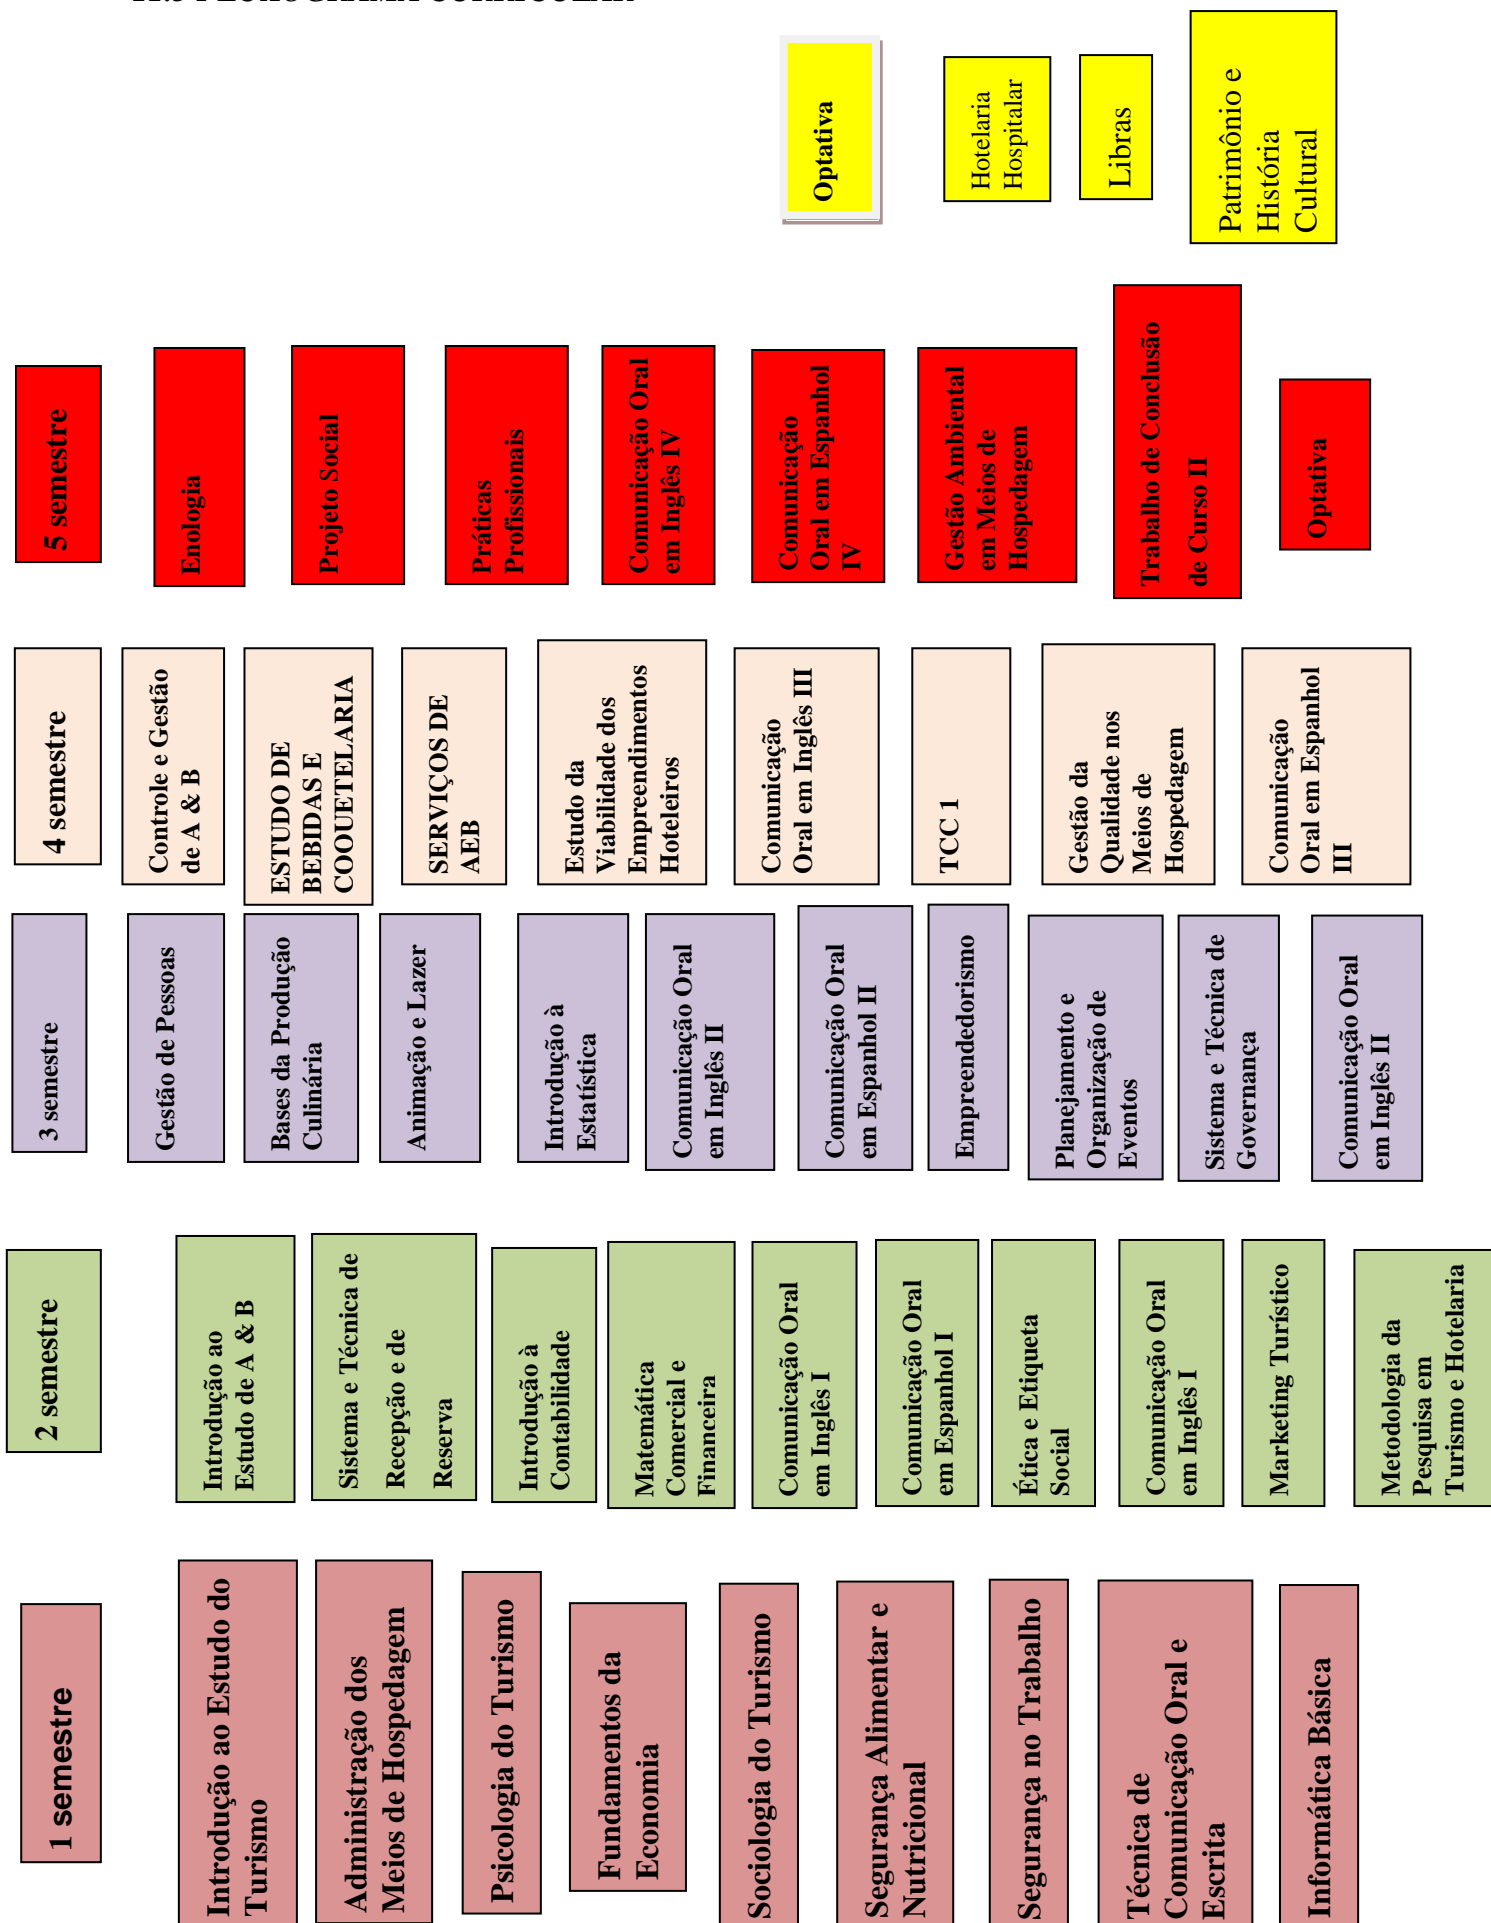 FLUXOGRAMA CURRICULAR
1 semestre
Introdução ao Estudo do
Turismo
Administração dos
Meios de Hospedagem
Psicologia do Turismo
Fundamentos da
Economia
Sociologia do Turismo
Segurança Alimentar e
Nutricional
Segurança no Trabalho
Técnica de
Comunicação Oral e
Escrita
Informática Básica
2 semestre
Introdução ao
Estudo de A & B
Sistema e Técnica de
Recepção e de
Reserva
Introdução à
Contabilidade
Matemática
Comercial e
Financeira
Comunicação Oral
em Inglês I
Comunicação Oral
em Espanhol I
Ética e Etiqueta
Social
Comunicação Oral
em Inglês I
Marketing Turístico
Metodologia da
Pesquisa em
Turismo e Hotelaria
3 semestre
Gestão de Pessoas
Bases da Produção
Culinária
Animação e Lazer
Introdução à
Estatística
Comunicação Oral
em Inglês II
Comunicação Oral
em Espanhol II
Empreendedorismo
Planejamento e
Organização de
Eventos
Sistema e Técnica de
Governança
Comunicação Oral
em Inglês II
4 semestre
Controle e Gestão
de A & B
ESTUDO DE
BEBIDAS E
COQUETELARIA
SERVIÇOS DE
AEB
Estudo da
Viabilidade dos
Empreendimentos
Hoteleiros
Comunicação
Oral em Inglês III
TCC 1
Gestão da
Qualidade nos
Meios de
Hospedagem
Comunicação
Oral em Espanhol
III
5 semestre
Enologia
Projeto Social
Práticas
Profissionais
Comunicação Oral
em Inglês IV
Comunicação
Oral em Espanhol
IV
Gestão Ambiental
em Meios de
Hospedagem
Trabalho de Conclusão
de Curso II
Optativa
Optativa
Hotelaria
Hospitalar
Libras
Patrimônio e
História
Cultural